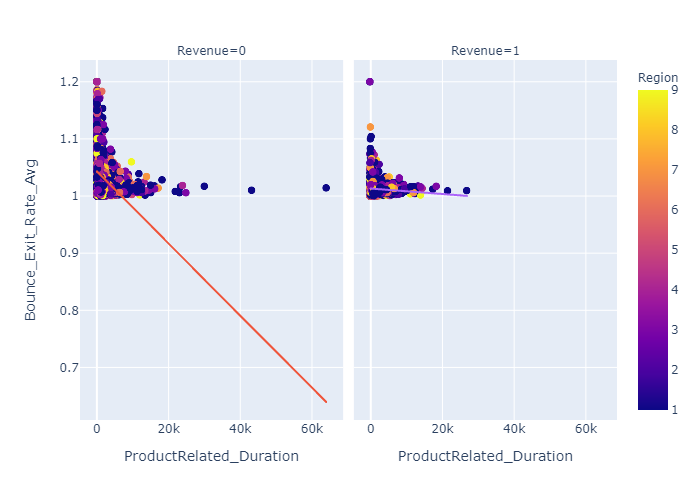 Revenue=0
Revenue=1
Region
Bounce_Exit_Rate_Avg
1.2
1.1
1
0.9
0.8
0.7
0
20k
40k
60k
0
20k
40k
60k
ProductRelated_Duration
ProductRelated_Duration
9
8
7
6
5
4
3
2
1